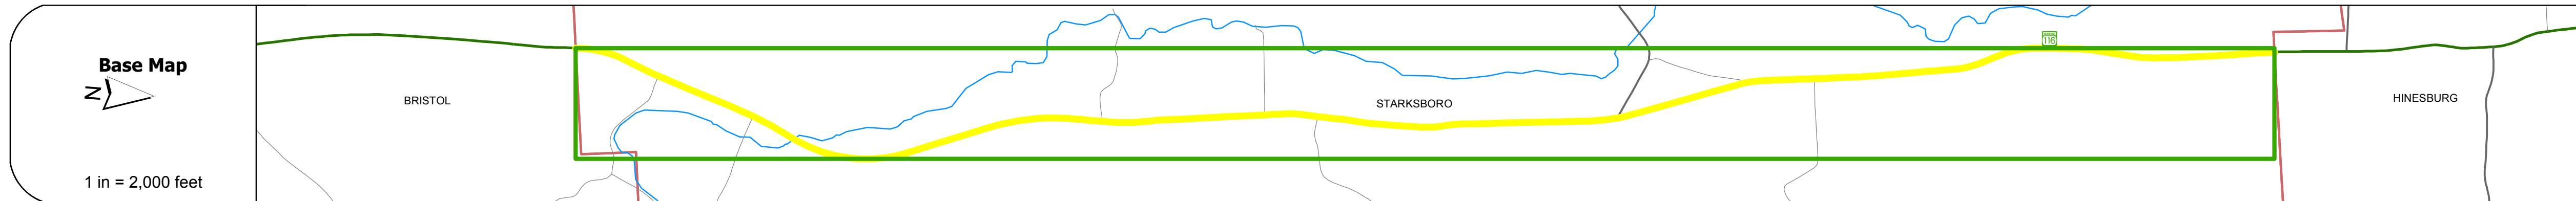 Base Map
N
1 in = 2,000 feet
BRISTOL
STARKSBORO
116
HINESBURG